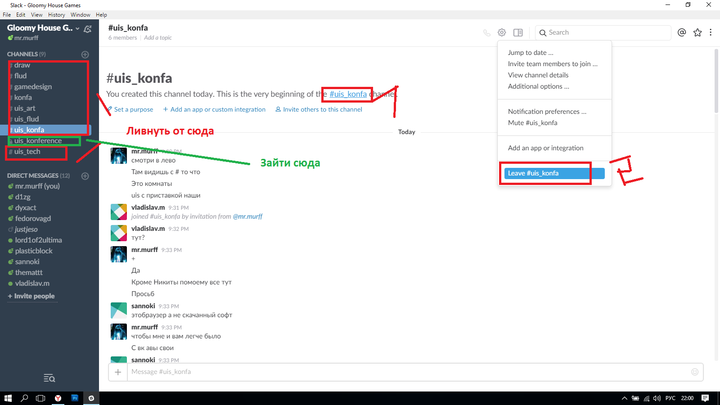 Slack - Gloomy House Games
File Edit View History Window Help
Gloomy House G..
mr.murff
CHANNELS (9)
# draw
# flud
# gamedesign
# konfa
# uis_art
# uis_flud
# uis_konfa
# uis_konference
# uis_tech
DIRECT MESSAGES (12)
mr.murff (you)
d1zg
dyxact
fedorovagd
justjeso
lord1of2ultima
plasticblock
sannoki
themattt
vladislav.m
+ Invite people
#uis_konfa
6 members | Add a topic
Search
#uis_konfa
You created this channel today. This is the very beginning of the #uis_konfa channel.
Set a purpose + Add an app or custom integration Invite others to this channel
1
Ливнуть от сюда
Зайти сюда
Today
mr.murff 9:30 PM
смотри в лево
Там видишь с # то что
Это комнаты
uis с приставкой наши
vladislav.m 9:31 PM
joined #uis_konfa by invitation from @mr.murff
vladislav.m 9:32 PM
тут?
mr.murff 9:33 PM
+
Да
Кроме Никиты помоему все тут
Просьб
sannoki 9:33 PM
этобраузер а не скачанный софт
mr.murff 9:33 PM
чтобы мне и вам легче было
С вк авы свои
sannoki 9:33 PM
Message #uis_konfa
Jump to date ...
Invite team members to join ...
View channel details
Additional options ...
Notification preferences ...
Mute #uis_konfa
Add an app or integration
Leave #uis_konfa
2
РУС 22:00